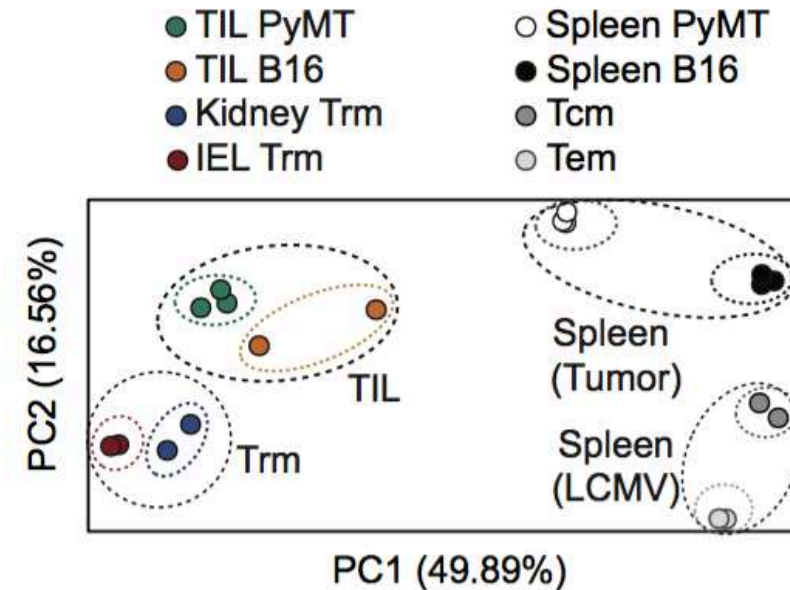 TIL PyMT
TIL B16
Kidney Trm
IEL Trm
Spleen PyMT
Spleen B16
Tcm
Tem
PC2 (16.56%)
TIL
Trm
Spleen
(Tumor)
Spleen
(LCMV)
PC1 (49.89%)